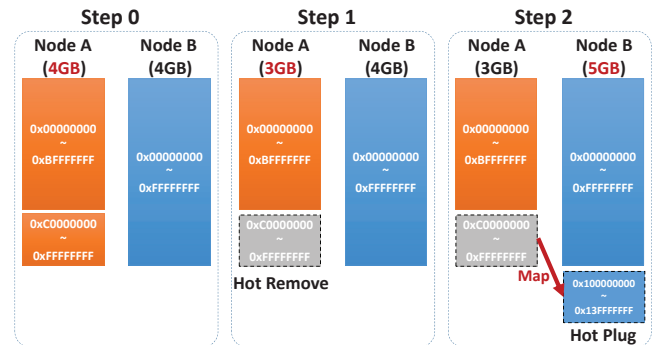 Step 0
Node A
(4GB)
Node B
(4GB)
0x00000000
~
0xBFFFFFFF
0xC0000000
~
0xFFFFFFFF
0x00000000
~
0xFFFFFFFF
Step 1
Node A
(3GB)
Node B
(4GB)
0x00000000
~
0xBFFFFFFF
0xC0000000
~
0xFFFFFFFF
Hot Remove
0x00000000
~
0xFFFFFFFF
Step 2
Node A
(3GB)
Node B
(5GB)
0x00000000
~
0xBFFFFFFF
0xC0000000
~
0xFFFFFFFF
Map
0x00000000
~
0xFFFFFFFF
0x100000000
~
0x13FFFFFFF
Hot Plug